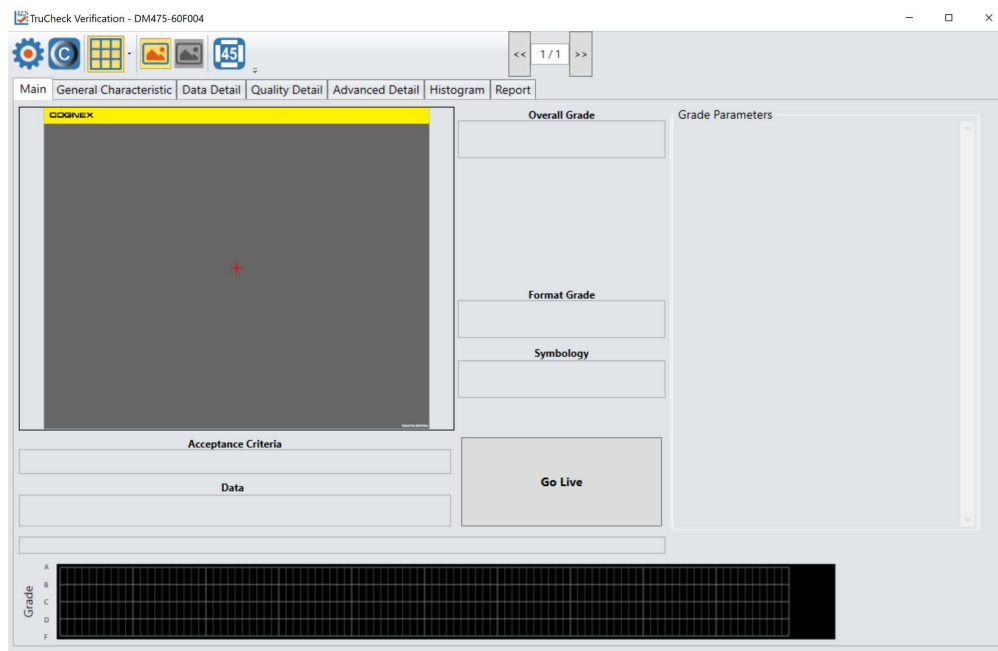 TruCheck Verification - DM475-60F004
45
<< 1 / 1 >>
Main General Characteristic Data Detail Quality Detail Advanced Detail Histogram Report
COGNEX
Overall Grade
Grade Parameters
Format Grade
Symbology
Acceptance Criteria
Go Live
Data
Grade
A
B
C
D
F